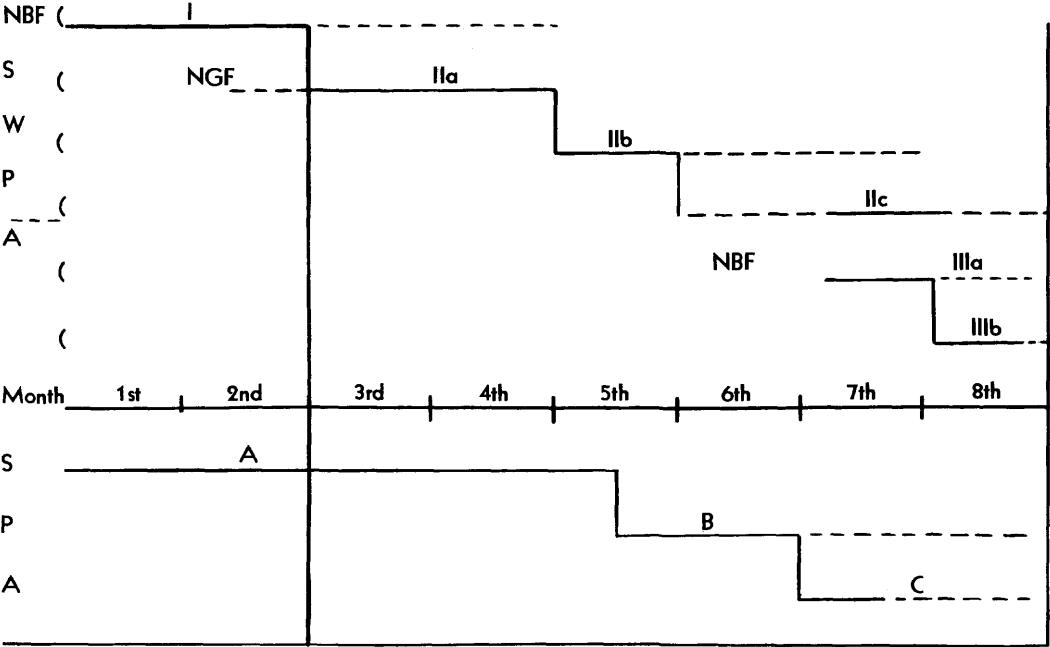 NBF ( I
S ( NGF IIa
W ( IIb
P ( IIc
A ( NBF IIIa
( IIIb
Month 1st 2nd 3rd 4th 5th 6th 7th 8th
S A
P B
A C